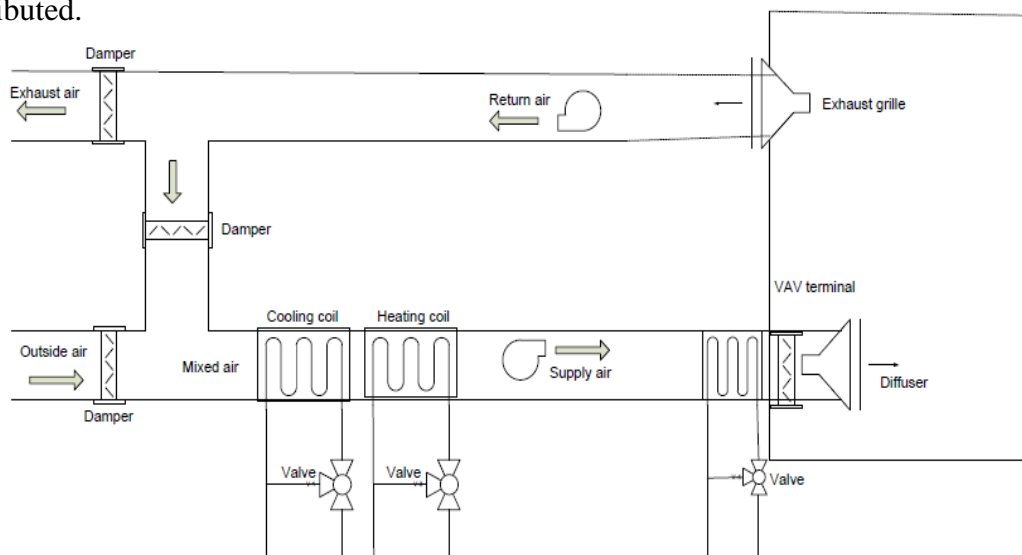 ibuted.
Damper
Exhaust air
Return air
Exhaust grille
Damper
VAV terminal
Cooling coil
Heating coil
Outside air
Mixed air
Supply air
Diffuser
Damper
Valve
Valve
Valve